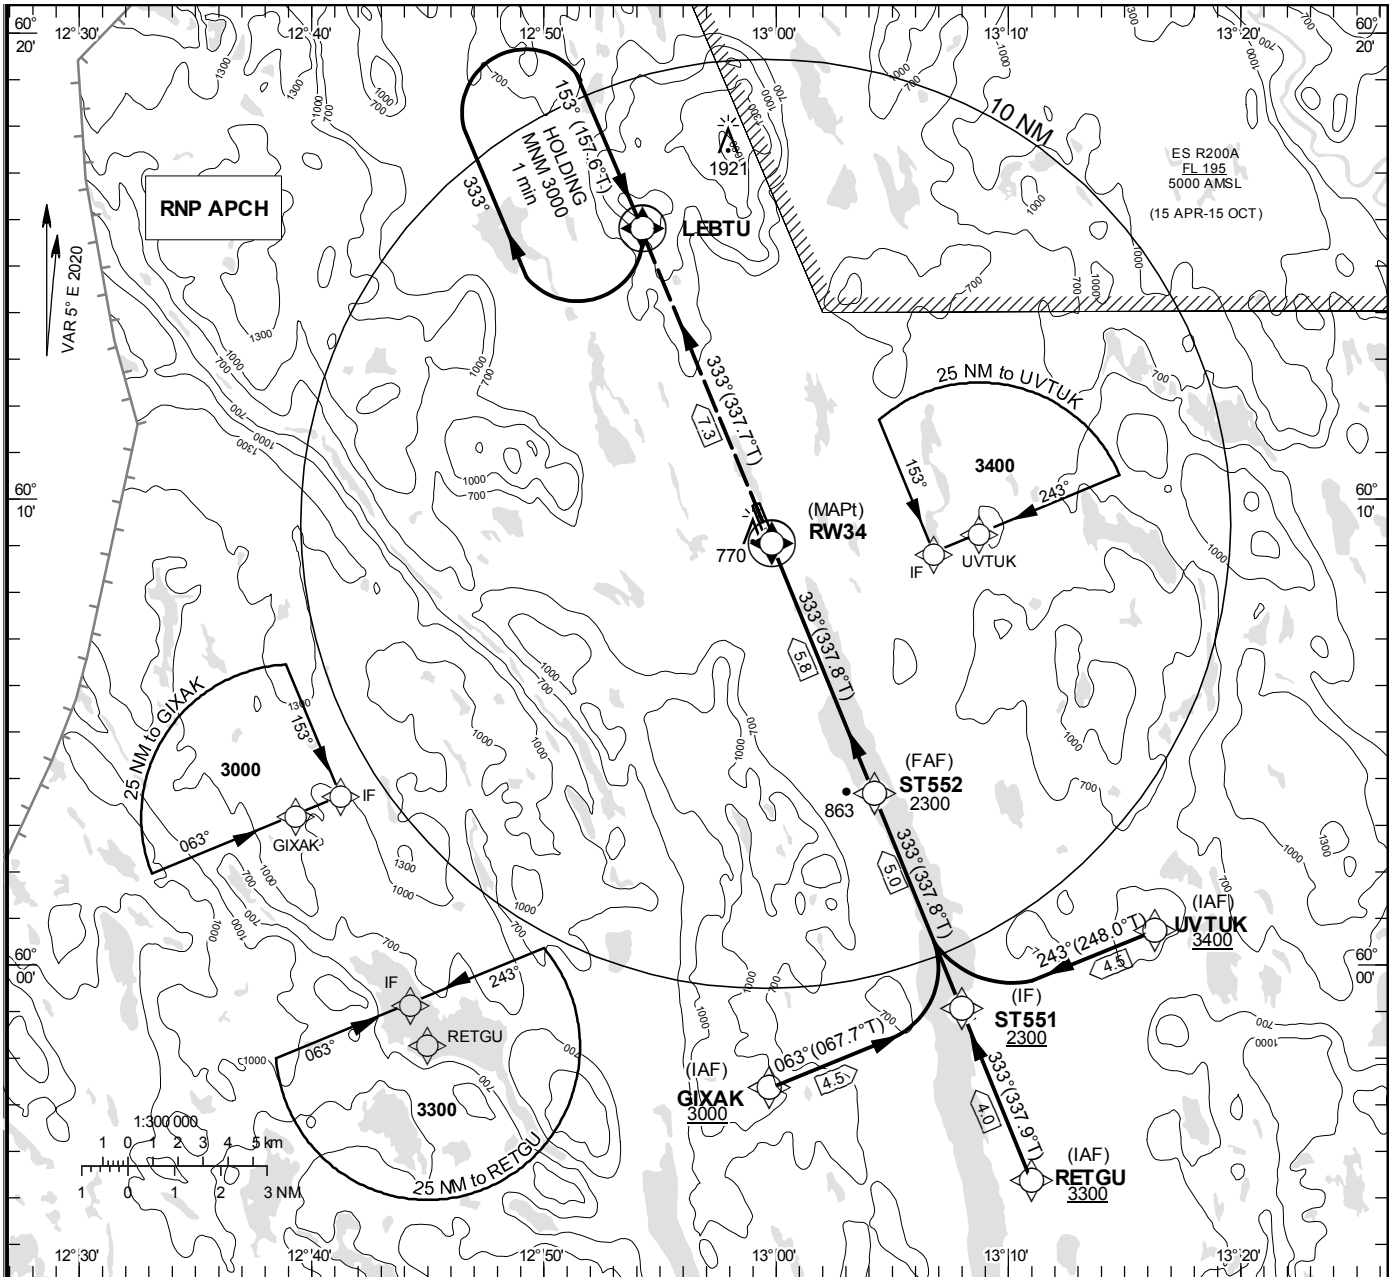 60°
20'
12° 30'
12° 40'
12° 50'
13° 00'
13° 10'
13° 20'
60°
20'
10 NM
153° (157.6°T)
HOLDING
MNM 3000
1 min
333°
1921
ES R200A
FL 195
5000 AMSL
(15 APR-15 OCT)
RNP APCH
LEBTU
VAR 5° E 2020
333°(337.7°T)
7.3
25 NM to UVTUK
3400
153°
243°
IF
UVTUK
60°
10'
60°
10'
(MAPt)
RW34
770
333°(337.8°T)
5.8
25 NM to GIXAK
3000
153°
IF
063°
GIXAK
(FAF)
ST552
2300
863
333°(337.8°T)
5.0
(IAF)
UVTUK
3400
243°(248.0°T)
4.5
60°
00'
60°
00'
IF
243°
063°
RETGU
3300
25 NM to RETGU
(IF)
ST551
2300
063°(067.7°T)
4.5
(IAF)
GIXAK
3000
333°(337.9°T)
4.0
(IAF)
RETGU
3300
1:300 000
1 0 1 2 3 4 5 km
1 0 1 2 3 NM
12° 30'
12° 40'
12° 50'
13° 00'
13° 10'
13° 20'